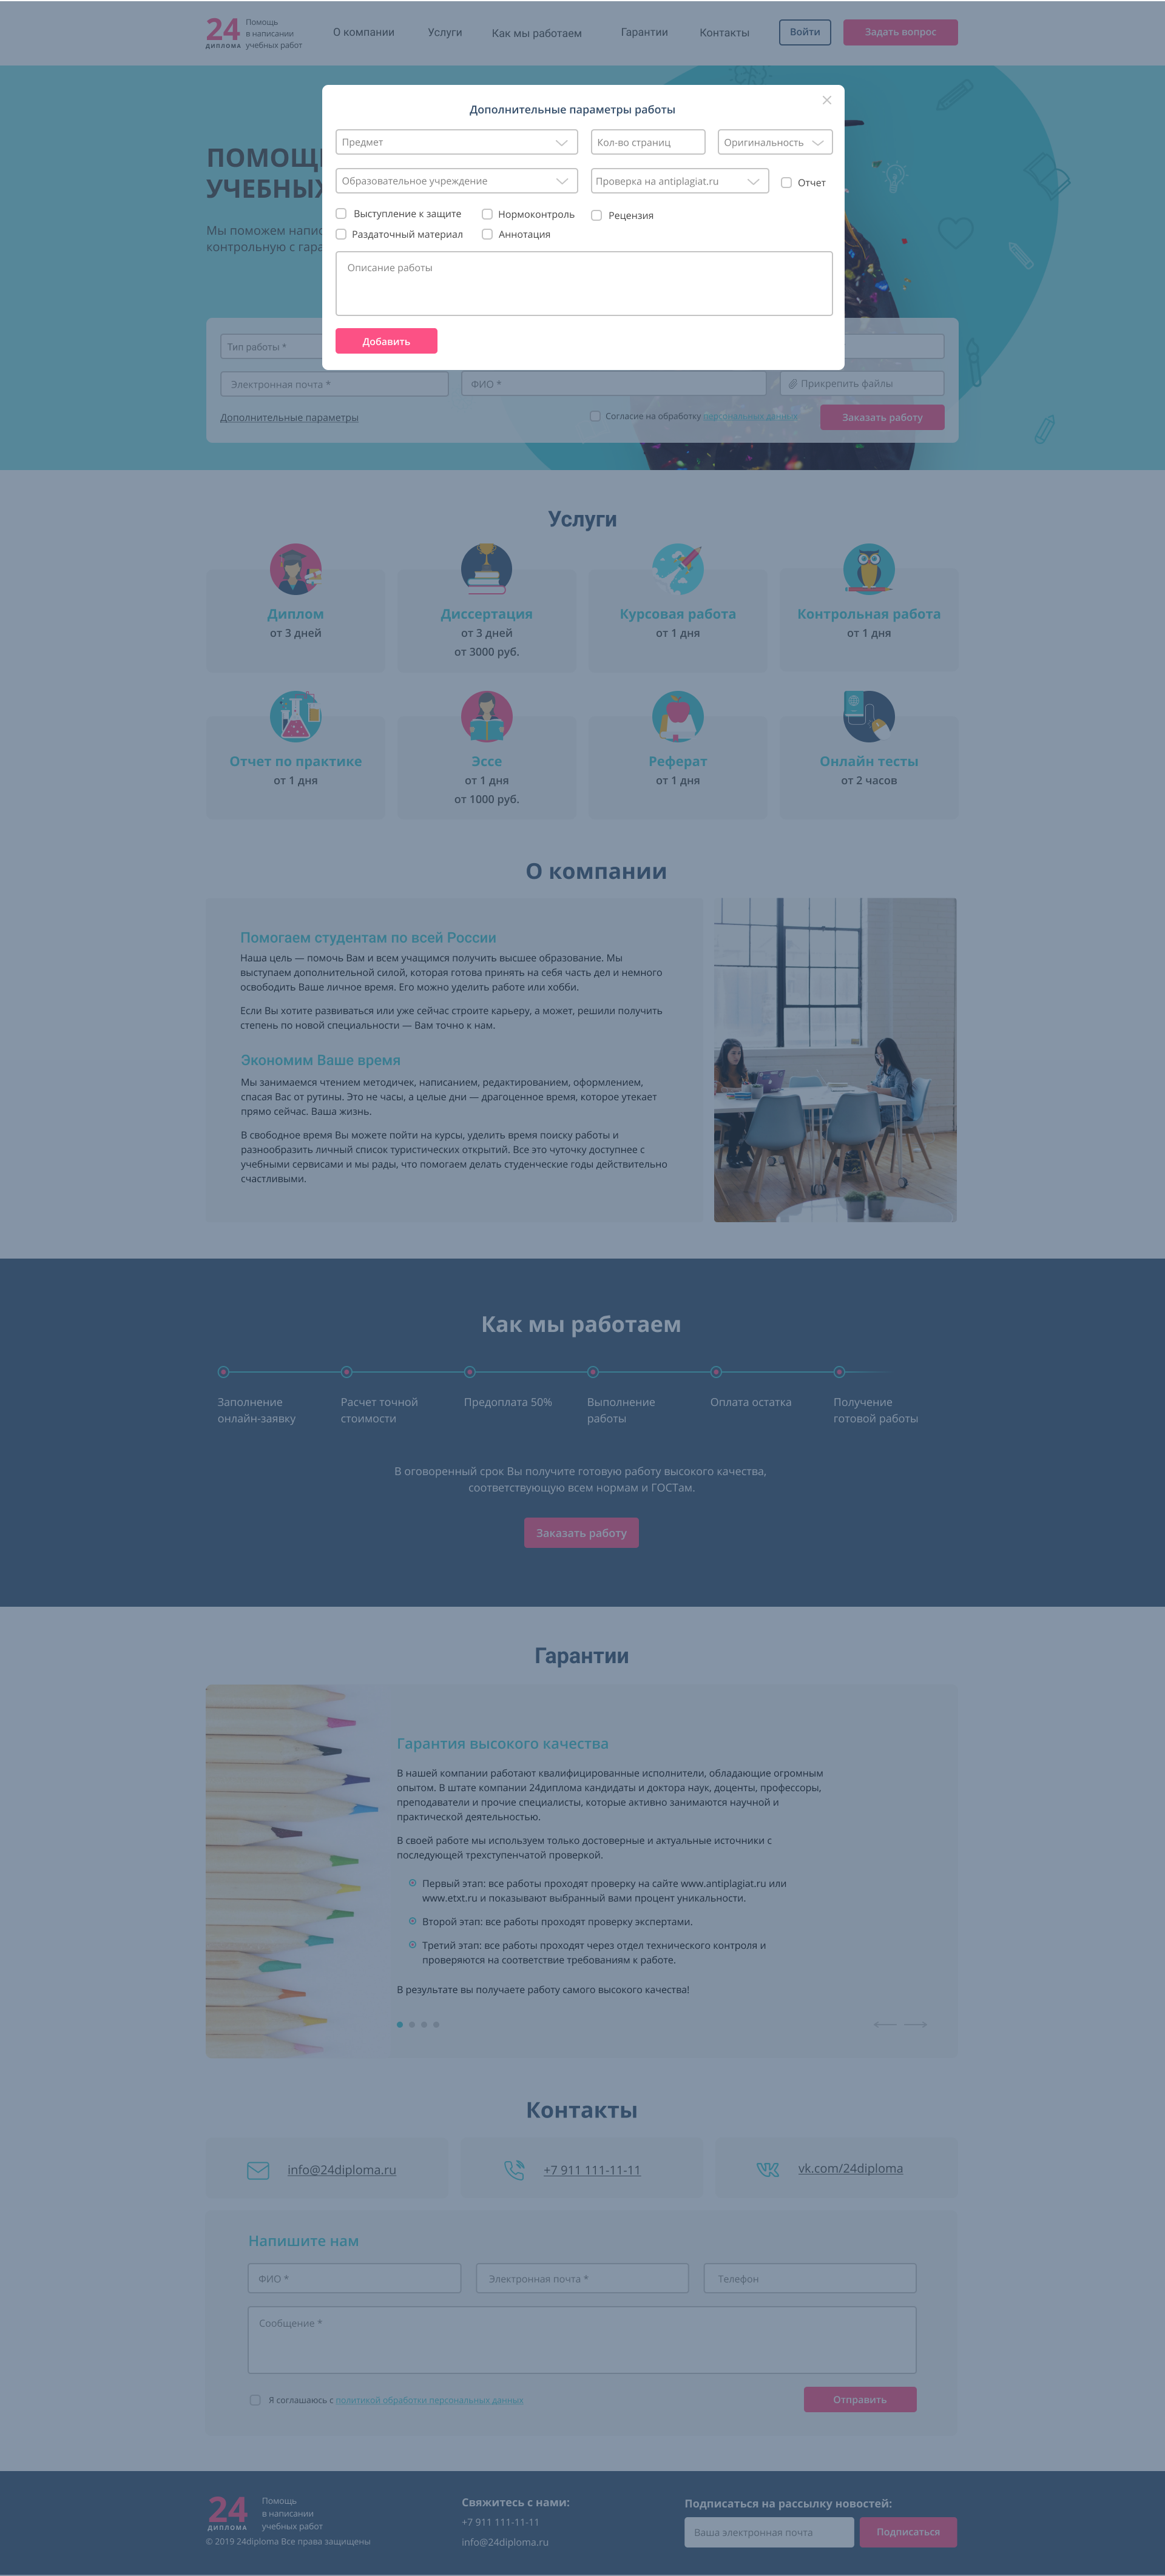 24
ДИПЛОМА
Помощь
в написании
учебных работ
О компании
Услуги
Как мы работаем
Гарантии
Контакты
Войти
Задать вопрос
Дополнительные параметры работы
Предмет
Кол-во страниц
Оригинальность
Образовательное учреждение
Проверка на antiplagiat.ru
Отчет
Выступление к защите
Нормоконтроль
Рецензия
Раздаточный материал
Аннотация
Описание работы
Добавить
УЧЕБНЫХ
Мы поможем
контрольную с
Тип работы *
Электронная почта *
ФИО *
Прикрепить файлы
Дополнительные параметры
Согласие на обработку персональных данных
Заказать работу
Услуги
Диплом
от 3 дней
Диссертация
от 3 дней
от 3000 руб.
Курсовая работа
от 1 дня
Контрольная работа
от 1 дня
Отчет по практике
от 1 дня
Эссе
от 1 дня
от 1000 руб.
Реферат
от 1 дня
Онлайн тесты
от 2 часов
О компании
Помогаем студентам по всей России
Наша цель — помочь Вам и всем учащимся получить высшее образование. Мы
выступаем дополнительной силой, которая готова принять на себя часть дел и немного
освободить Ваше личное время. Его можно уделить работе или хобби.
Если Вы хотите развиваться или уже сейчас строите карьеру, а может, решили получить
степень по новой специальности — Вам точно к нам.
Экономим Ваше время
Мы занимаемся чтением методичек, написанием, редактированием, оформлением,
спасая Вас от рутины. Это не часы, а целые дни — драгоценное время, которое утекает
прямо сейчас. Ваша жизнь.
В свободное время Вы можете пойти на курсы, уделить время поиску работы и
разнообразить личный список туристических открытий. Все это чуточку доступнее с
учебными сервисами и мы рады, что помогаем делать студенческие годы действительно
счастливыми.
Как мы работаем
Заполнение
онлайн-заявку
Расчет точной
стоимости
Предоплата 50%
Выполнение
работы
Оплата остатка
Получение
готовой работы
В оговоренный срок Вы получите готовую работу высокого качества,
соответствующую всем нормам и ГОСТам.
Заказать работу
Гарантии
Гарантия высокого качества
В нашей компании работают квалифицированные исполнители, обладающие огромным
опытом. В штате компании 24диплома кандидаты и доктора наук, доценты, профессоры,
преподаватели и прочие специалисты, которые активно занимаются научной и
практической деятельностью.
В своей работе мы используем только достоверные и актуальные источники с
последующей трехступенчатой проверкой.
Первый этап: все работы проходят проверку на сайте www.antiplagiat.ru или
www.etxt.ru и показывают выбранный вами процент уникальности.
Второй этап: все работы проходят проверку экспертами.
Третий этап: все работы проходят через отдел технического контроля и
проверяются на соответствие требованиям к работе.
В результате вы получаете работу самого высокого качества!
Контакты
info@24diploma.ru
+7 911 111-11-11
vk.com/24diploma
Напишите нам
ФИО *
Электронная почта *
Телефон
Сообщение *
Я соглашаюсь с политикой обработки персональных данных
Отправить
24
ДИПЛОМА
Помощь
в написании
учебных работ
© 2019 24diploma Все права защищены
Свяжитесь с нами:
+7 911 111-11-11
info@24diploma.ru
Подписаться на рассылку новостей:
Ваша электронная почта
Подписаться